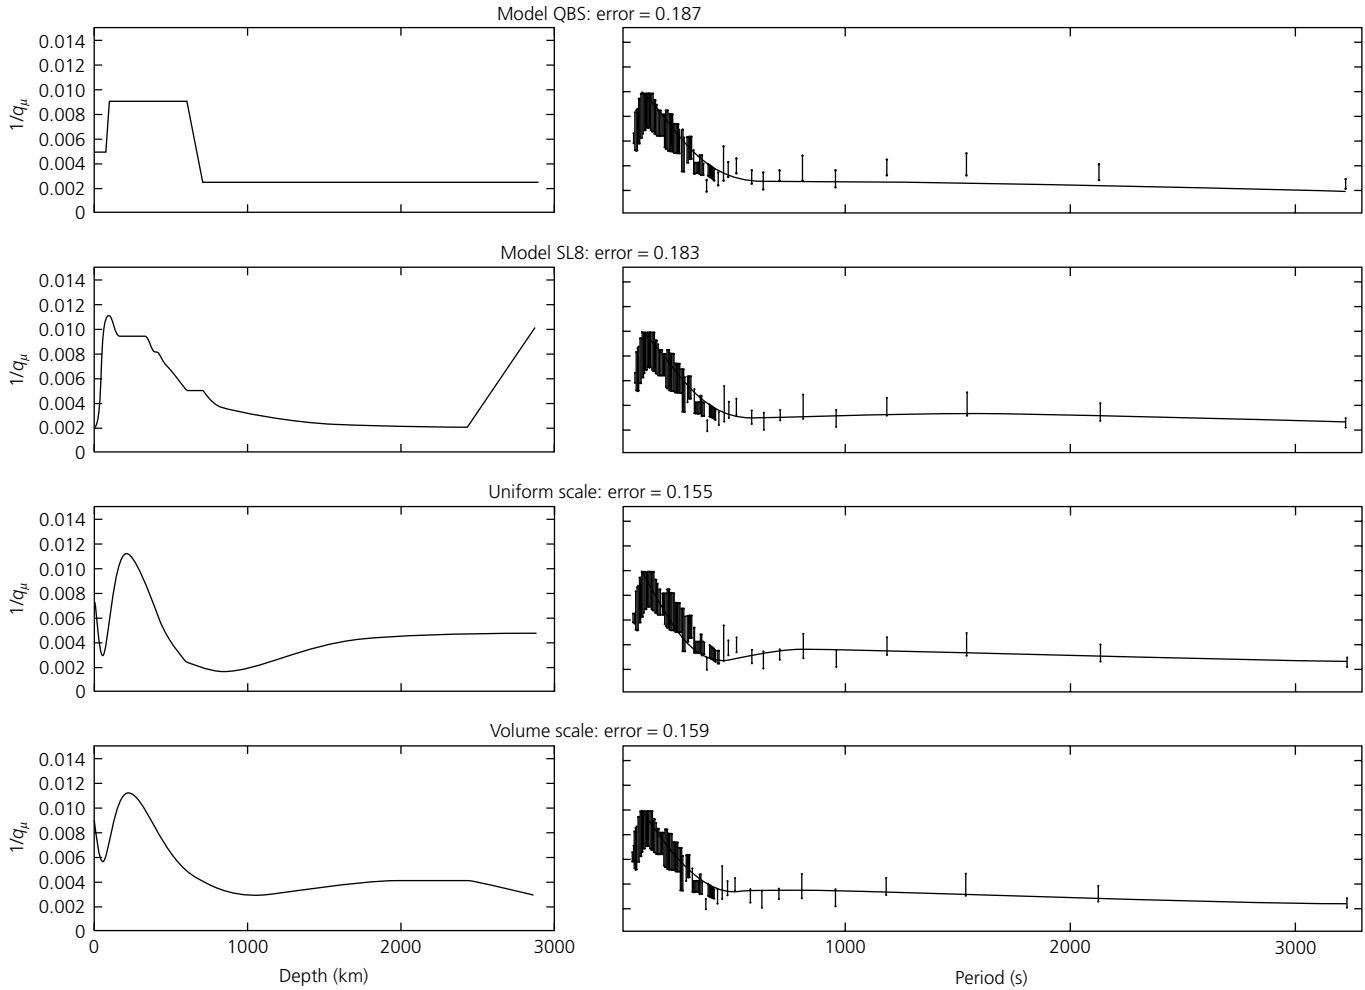 Model QBS: error = 0.187
1/qμ
0.014
0.012
0.010
0.008
0.006
0.004
0.002
0
Model SL8: error = 0.183
1/qμ
0.014
0.012
0.010
0.008
0.006
0.004
0.002
0
Uniform scale: error = 0.155
1/qμ
0.014
0.012
0.010
0.008
0.006
0.004
0.002
0
Volume scale: error = 0.159
1/qμ
0.014
0.012
0.010
0.008
0.006
0.004
0.002
0
0 1000 2000 3000
Depth (km)
1000 2000 3000
Period (s)